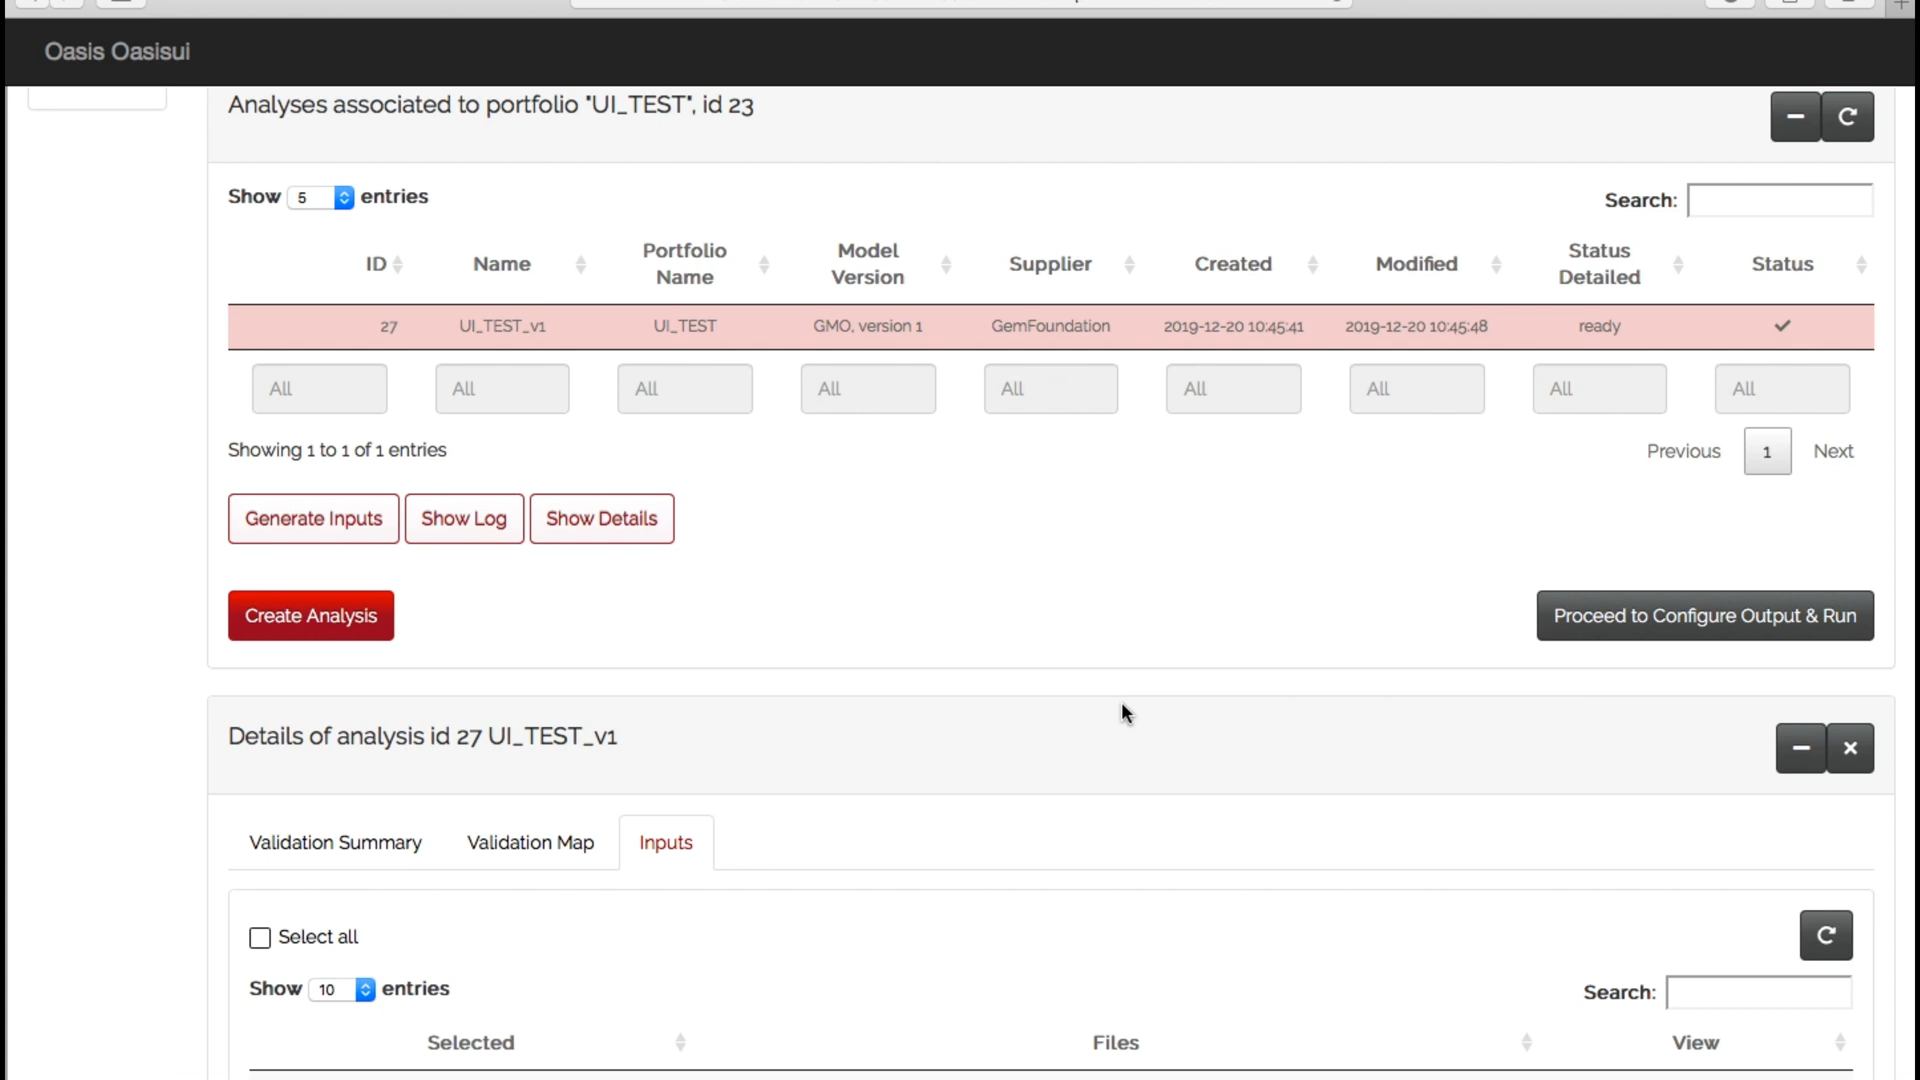 Oasis Oasisui
Analyses associated to portfolio "UI_TEST", id 23
Show 5 entries
Search:
ID Name Portfolio Name Model Version Supplier Created Modified Status Detailed Status
27 UI_TEST_v1 UI_TEST GMO, version 1 GemFoundation 2019-12-20 10:45:41 2019-12-20 10:45:48 ready
All All All All All All All All All
Showing 1 to 1 of 1 entries
Previous 1 Next
Generate Inputs Show Log Show Details
Create Analysis Proceed to Configure Output & Run
Details of analysis id 27 UI_TEST_v1
Validation Summary Validation Map Inputs
Select all
Show 10 entries
Search:
Selected Files View